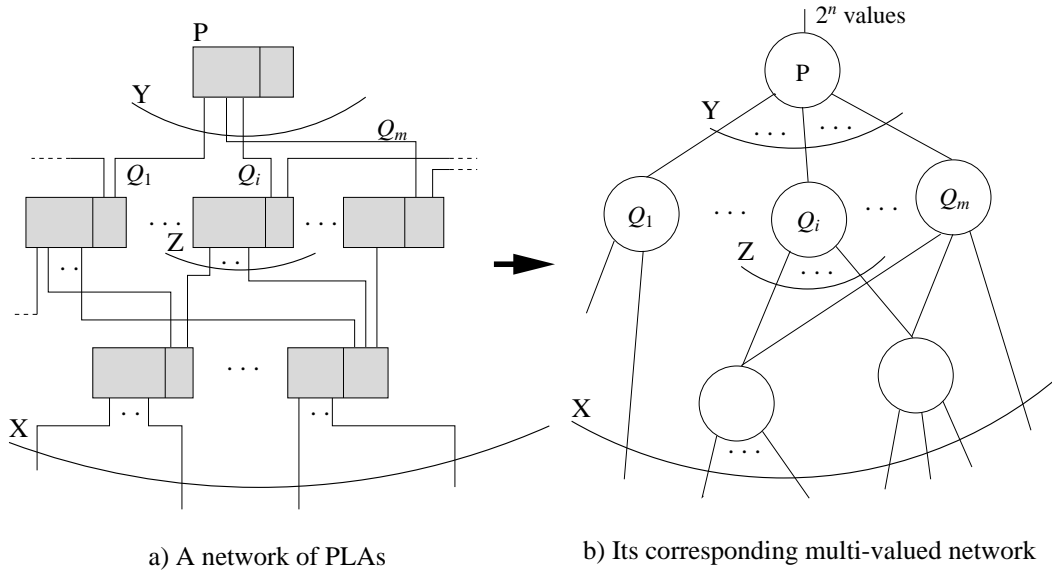 P
Y
Q_m
Q_1
Q_i
. . .
. . .
Z
. .
. .
. . .
. .
. .
X
a) A network of PLAs
2^n values
P
Y
. . .
. . .
Q_1
. . .
Q_i
. . .
Q_m
Z
. . .
X
. . .
b) Its corresponding multi-valued network